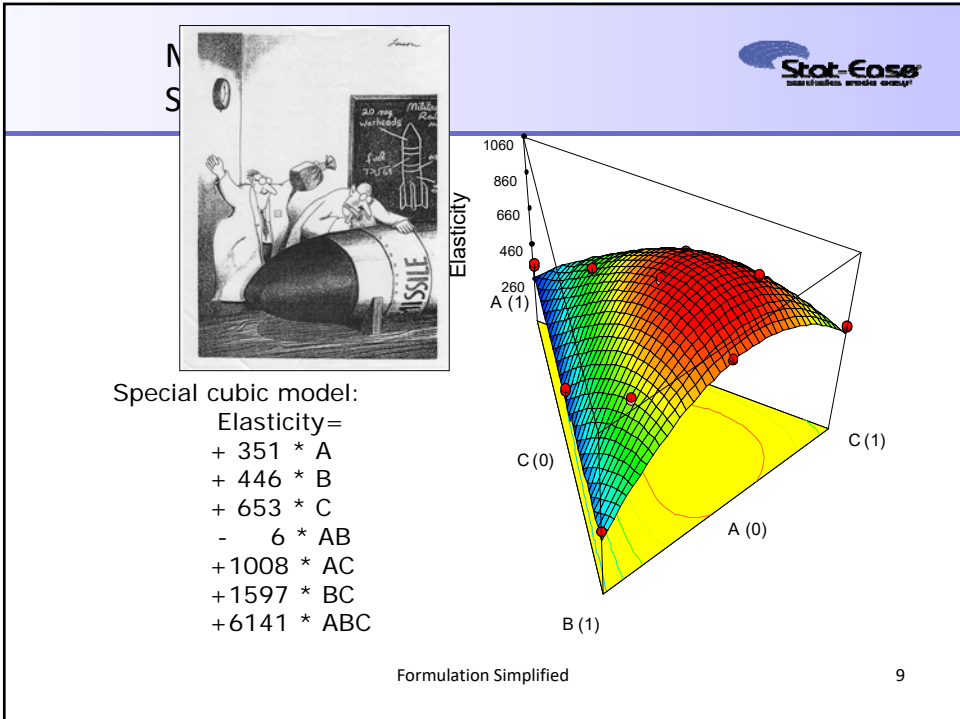 M
S
Stat-Ease
20 meg
warheads
fuel
MISSILE
Special cubic model:
Elasticity=
+ 351 * A
+ 446 * B
+ 653 * C
- 6 * AB
+1008 * AC
+1597 * BC
+6141 * ABC
1060
860
660
460
260
Elasticity
A (1)
C (0)
C (1)
A (0)
B (1)
Formulation Simplified
9